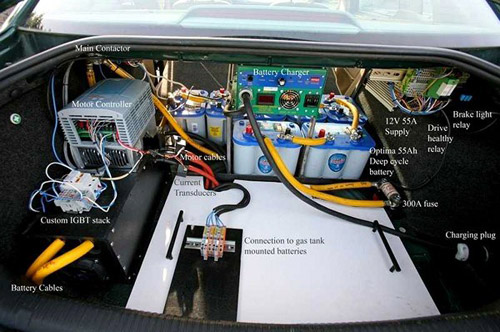 Main Contactor
Battery Charger
Motor Controller
12V 55A
Supply
Brake light
relay
Drive
healthy
relay
Optima 55Ah
Deep cycle
battery
Motor cables
Current
Transducers
300A fuse
Custom IGBT stack
Connection to gas tank
mounted batteries
Charging plug
Battery Cables